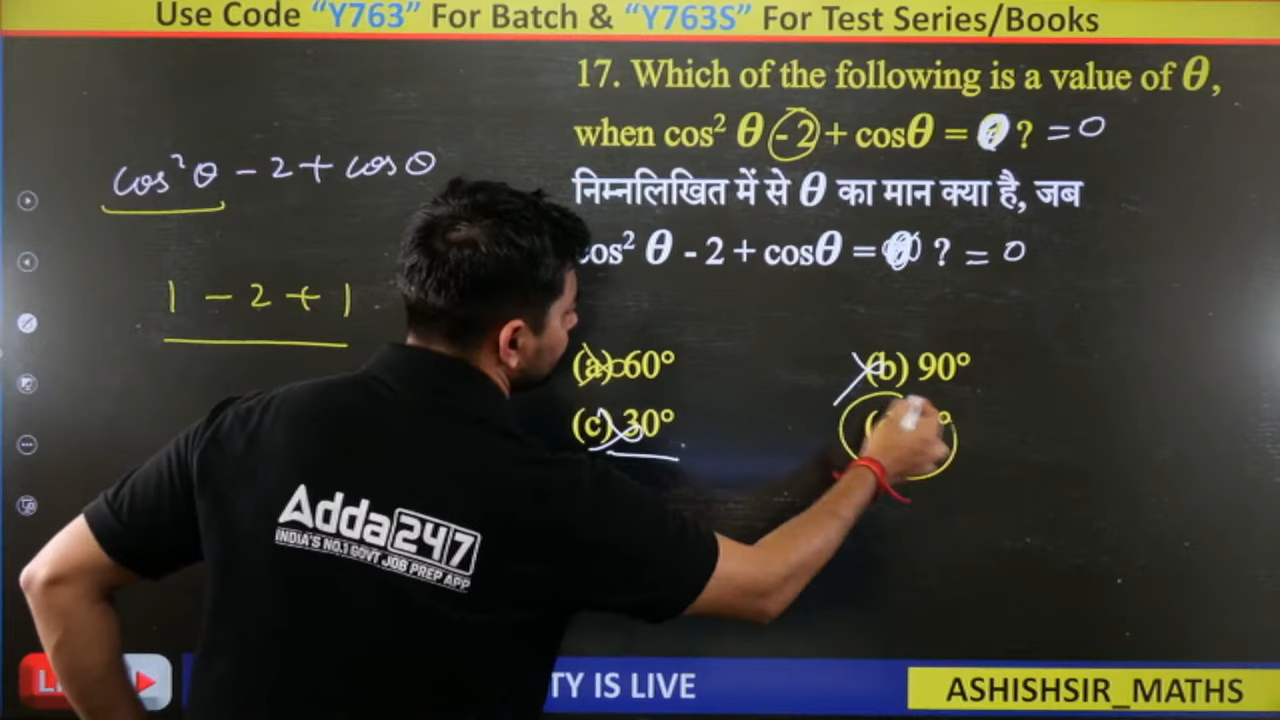 Use Code “Y763” For Batch & “Y763S” For Test Series/Books
17. Which of the following is a value of θ,
when cos² θ - 2 + cosθ = ? = 0
निम्नलिखित में से θ का मान क्या है, जब
cos² θ - 2 + cosθ = ? = 0
cos²θ - 2 + cosθ
1 - 2 + 1
(a) 60°
(b) 90°
(c) 30°
Adda247
INDIA'S NO.1 GOVT JOB PREP APP
TY IS LIVE
ASHISHSIR_MATHS